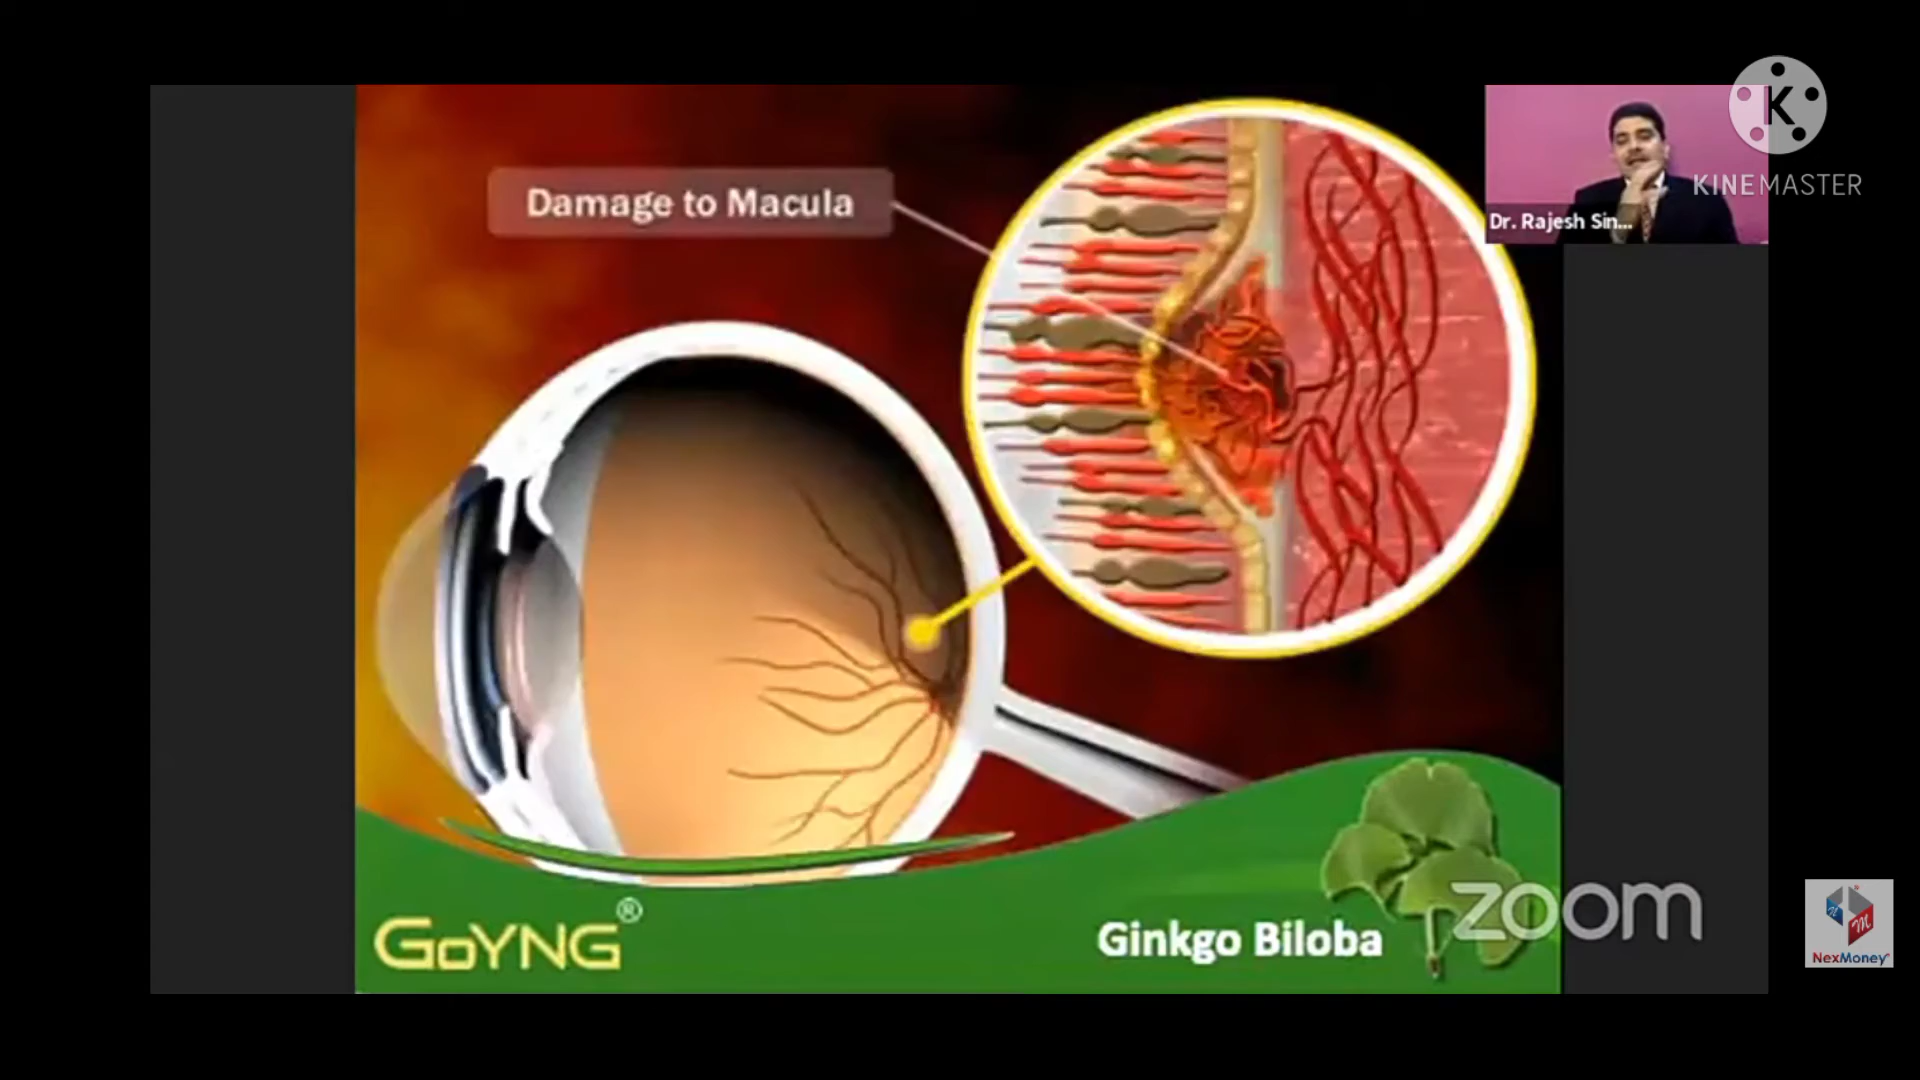 Damage to Macula
K
KINEMASTER
Dr. Rajesh Sin...
GoYNG®
Ginkgo Biloba
zoom
NexMoney